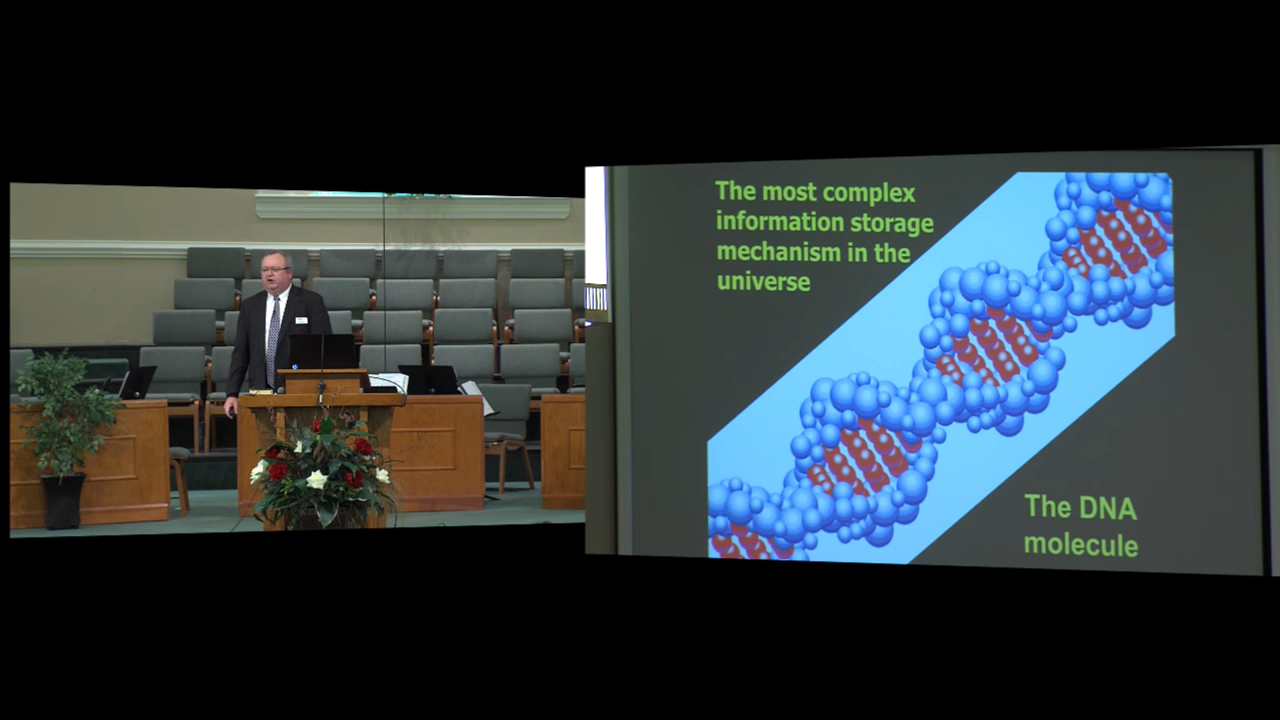 The most complex
information storage
mechanism in the
universe
The DNA
molecule